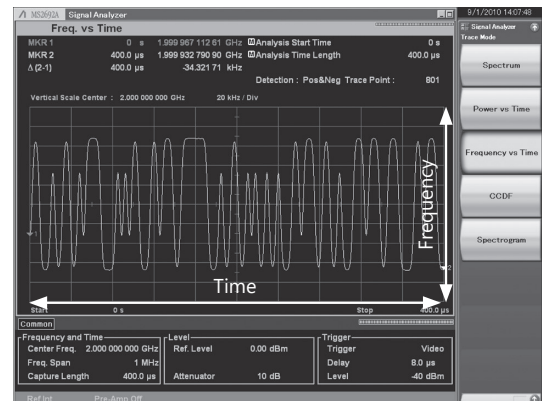 MS2692A Signal Analyzer
9/1/2010 14:07:48
Freq. vs Time
MKR 1 0 s 1.999 967 112 61 GHz M Analysis Start Time 0 s
MKR 2 400.0 µs 1.999 932 790 90 GHz M Analysis Time Length 400.0 µs
Δ (2-1) 400.0 µs -34.321 71 kHz
Detection : Pos&Neg Trace Point : 801
Vertical Scale Center : 2.000 000 000 GHz 20 kHz / Div
1
2
Frequency
Time
Start 0 s Stop 400.0 µs
Common
Frequency and Time
Center Freq. 2.000 000 000 GHz
Freq. Span 1 MHz
Capture Length 400.0 µs
Level
Ref. Level 0.00 dBm
Attenuator 10 dB
Trigger
Trigger Video
Delay 8.0 µs
Level -40 dBm
Ref.Int Pre-Amp Off
Signal Analyzer
Trace Mode
Spectrum
Power vs Time
Frequency vs Time
CCDF
Spectrogram